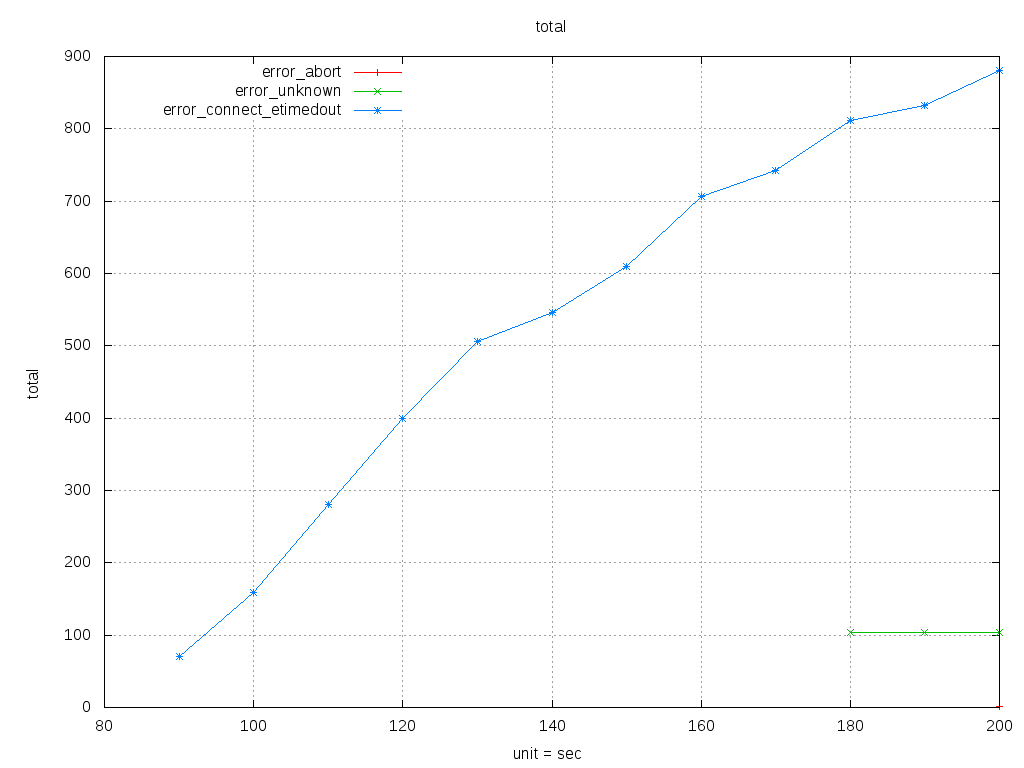 total
900
800
700
600
500
400
300
200
100
0
error_abort
error_unknown
error_connect_etimedout
total
80 100 120 140 160 180 200
unit = sec